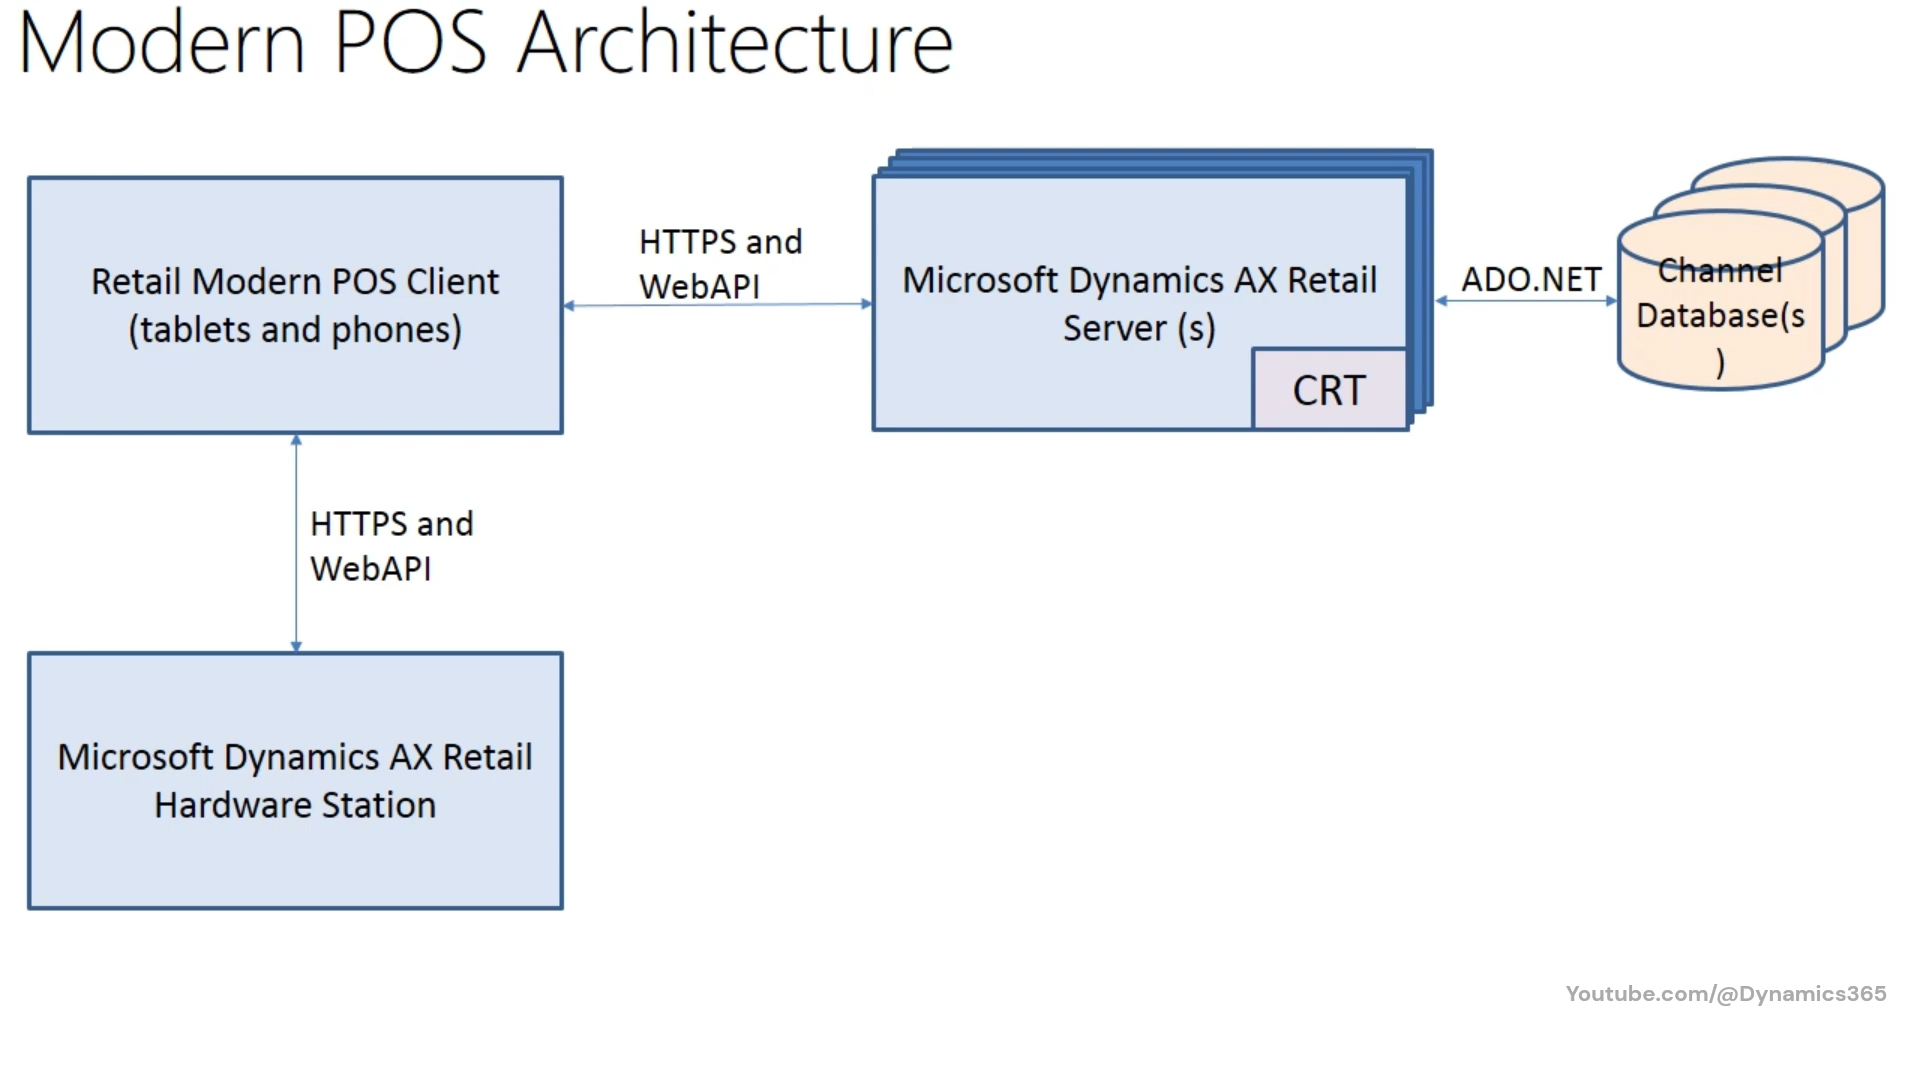 Modern POS Architecture
Retail Modern POS Client
(tablets and phones)
HTTPS and
WebAPI
Microsoft Dynamics AX Retail
Server (s)
CRT
ADO.NET
Channel
Database(s
)
HTTPS and
WebAPI
Microsoft Dynamics AX Retail
Hardware Station
Youtube.com/@Dynamics365